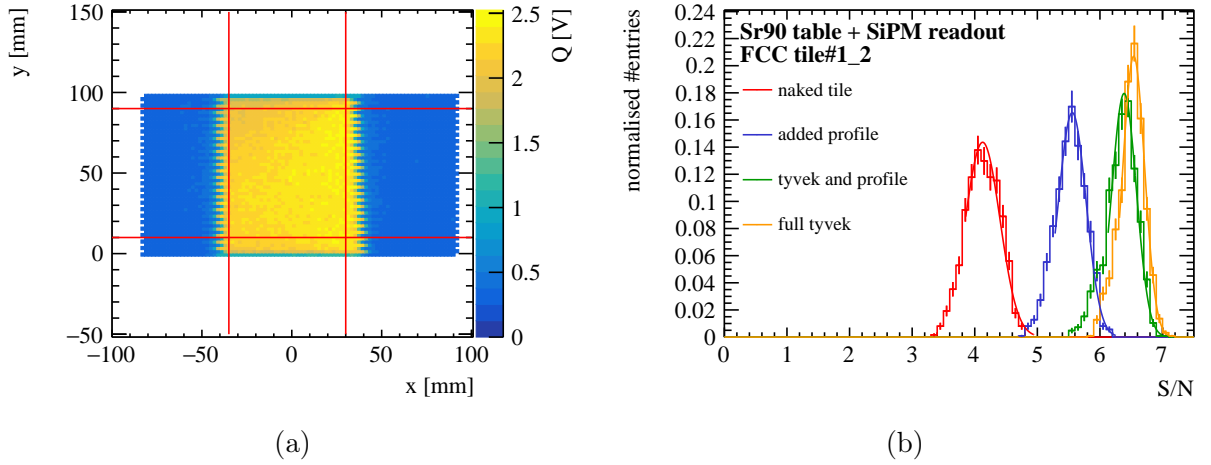 y [mm]
150
100
50
0
−50
−100
−50
0
50
100
x [mm]
Q [V]
2.5
2
1.5
1
0.5
0
(a)
normalised #entries
0.24
0.22
0.2
0.18
0.16
0.14
0.12
0.1
0.08
0.06
0.04
0.02
0
Sr90 table + SiPM readout
FCC tile#1_2
naked tile
added profile
tyvek and profile
full tyvek
0
1
2
3
4
5
6
7
S/N
(b)